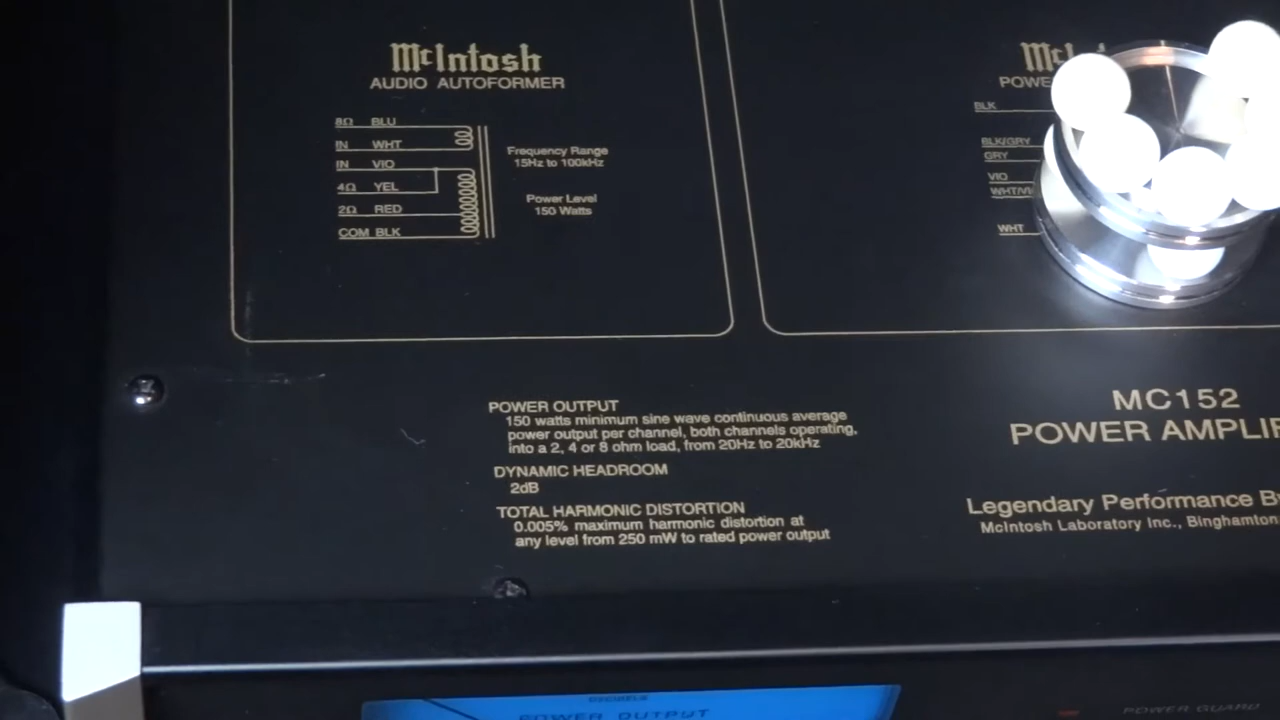 McIntosh
AUDIO AUTOFORMER
8Ω BLU
IN WHT
IN VIO
4Ω YEL
2Ω RED
COM BLK
Frequency Range
15Hz to 100kHz
Power Level
150 Watts
BLK
BLK/GRY
GRY
VIO
WHT
POWER OUTPUT
150 watts minimum sine wave continuous average
power output per channel, both channels operating,
into a 2, 4 or 8 ohm load, from 20Hz to 20kHz
DYNAMIC HEADROOM
2dB
TOTAL HARMONIC DISTORTION
0.005% maximum harmonic distortion at
any level from 250 mW to rated power output
MC152
POWER AMPLIF
Legendary Performance B
McIntosh Laboratory Inc., Binghamton
DECIBELS
POWER OUTPUT
POWER GUARD